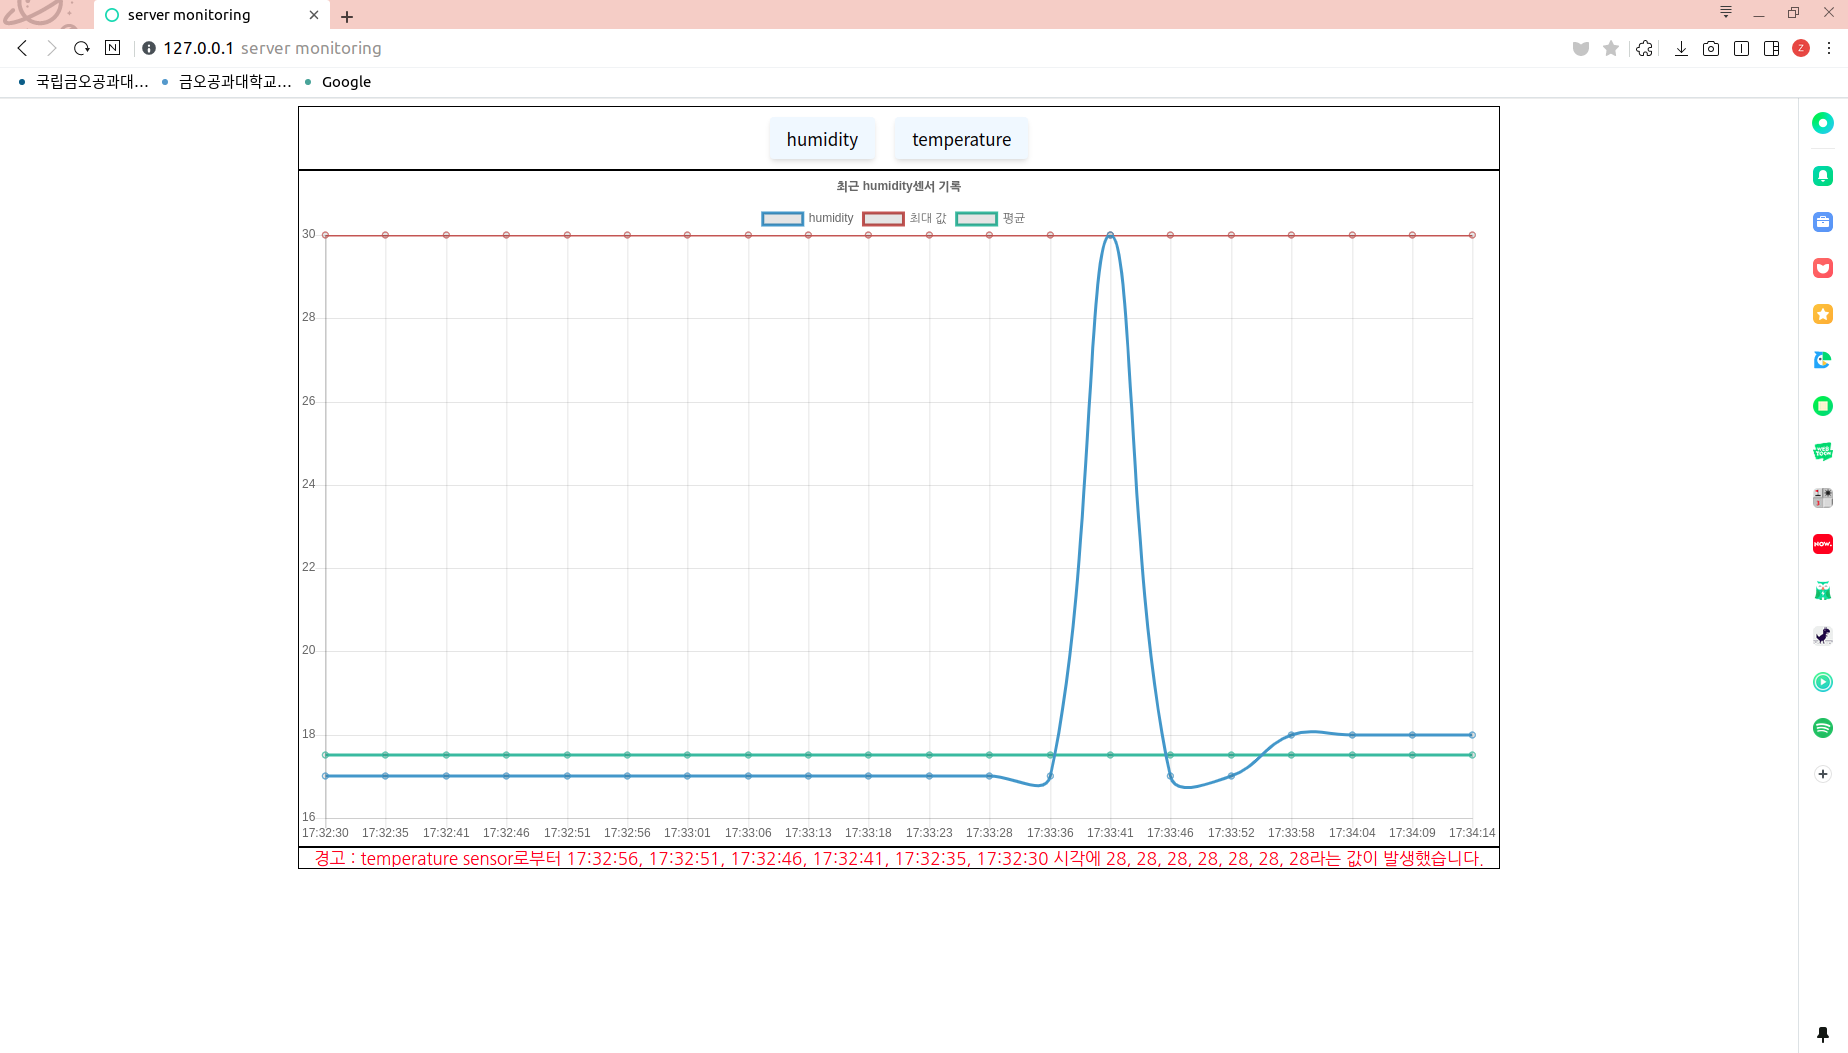 server monitoring
N
127.0.0.1 server monitoring
Z
국립금오공과대... 금오공과대학교... Google
humidity temperature
최근 humidity센서 기록
humidity 최대 값 평균
30
28
26
24
22
20
18
16
17:32:30 17:32:35 17:32:41 17:32:46 17:32:51 17:32:56 17:33:01 17:33:06 17:33:13 17:33:18 17:33:23 17:33:28 17:33:36 17:33:41 17:33:46 17:33:52 17:33:58 17:34:04 17:34:09 17:34:14
경고 : temperature sensor로부터 17:32:56, 17:32:51, 17:32:46, 17:32:41, 17:32:35, 17:32:30 시각에 28, 28, 28, 28, 28, 28, 28라는 값이 발생했습니다.
WEB
TOON
NOW.